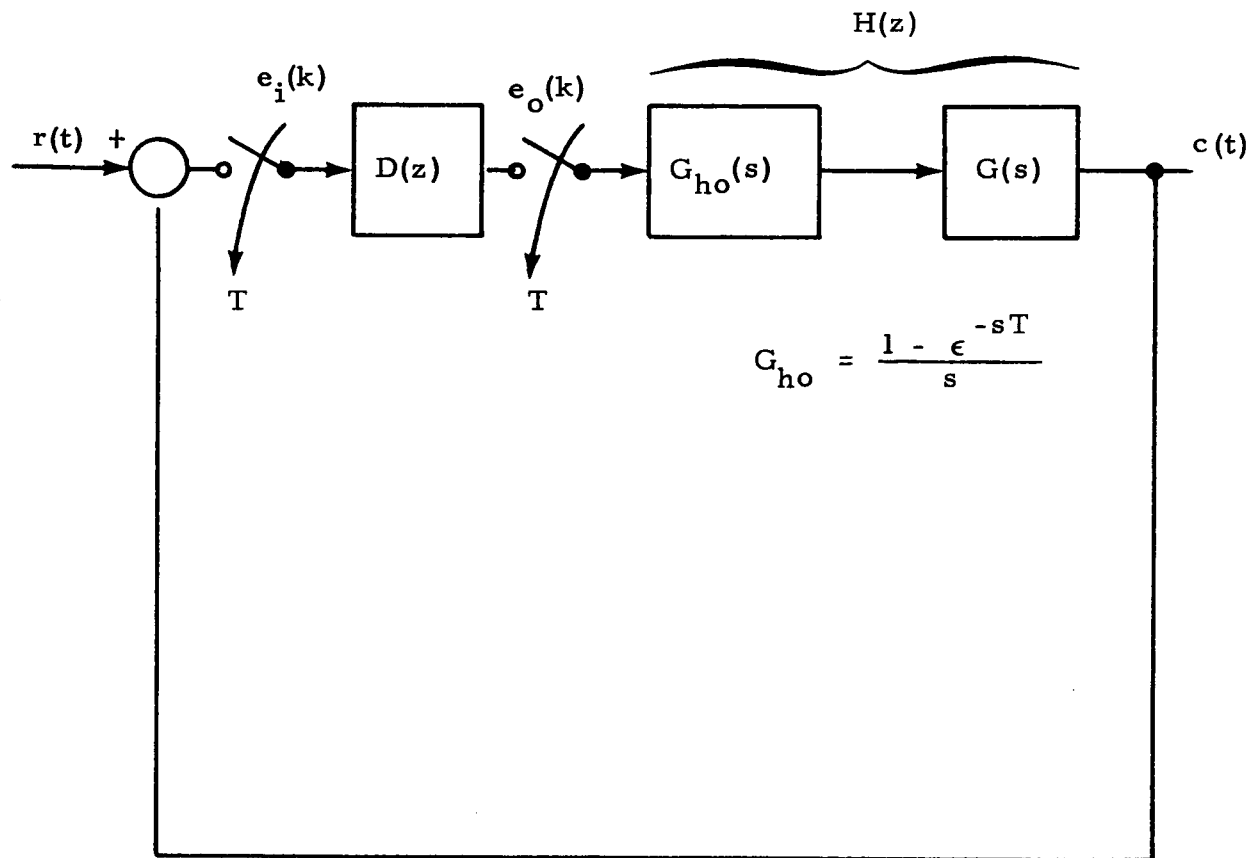 H(z)
e_i(k)
e_o(k)
r(t) +
D(z)
G_ho(s)
G(s)
c(t)
T
T
G_ho = (1 - ϵ^-sT) / s